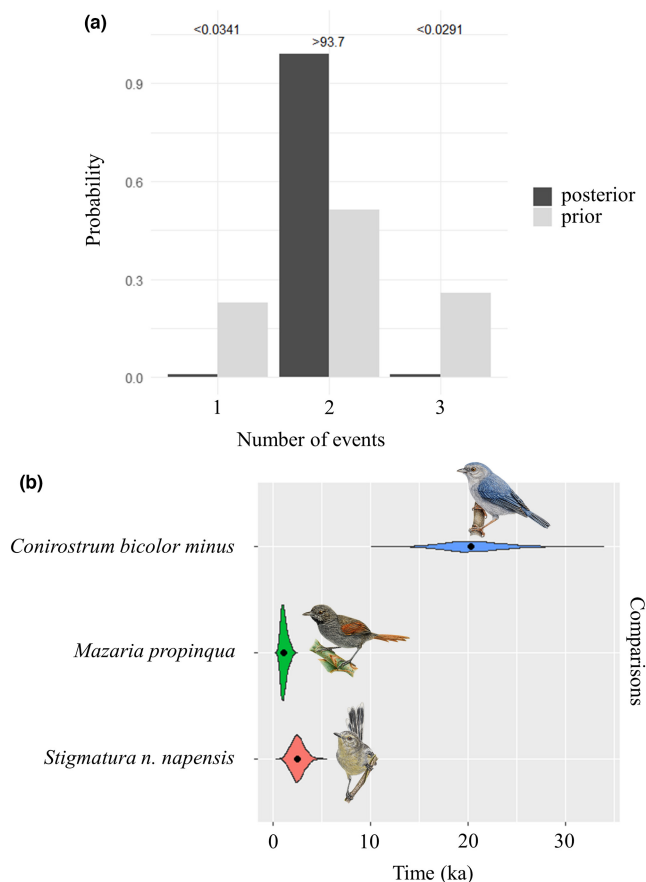 (a)
<0.0341
>93.7
<0.0291
0.9
0.6
0.3
0.0
Probability
1 2 3
Number of events
posterior
prior
(b)
Conirostrum bicolor minus
Mazaria propinqua
Stigmatura n. napensis
Comparisons
0 10 20 30
Time (ka)